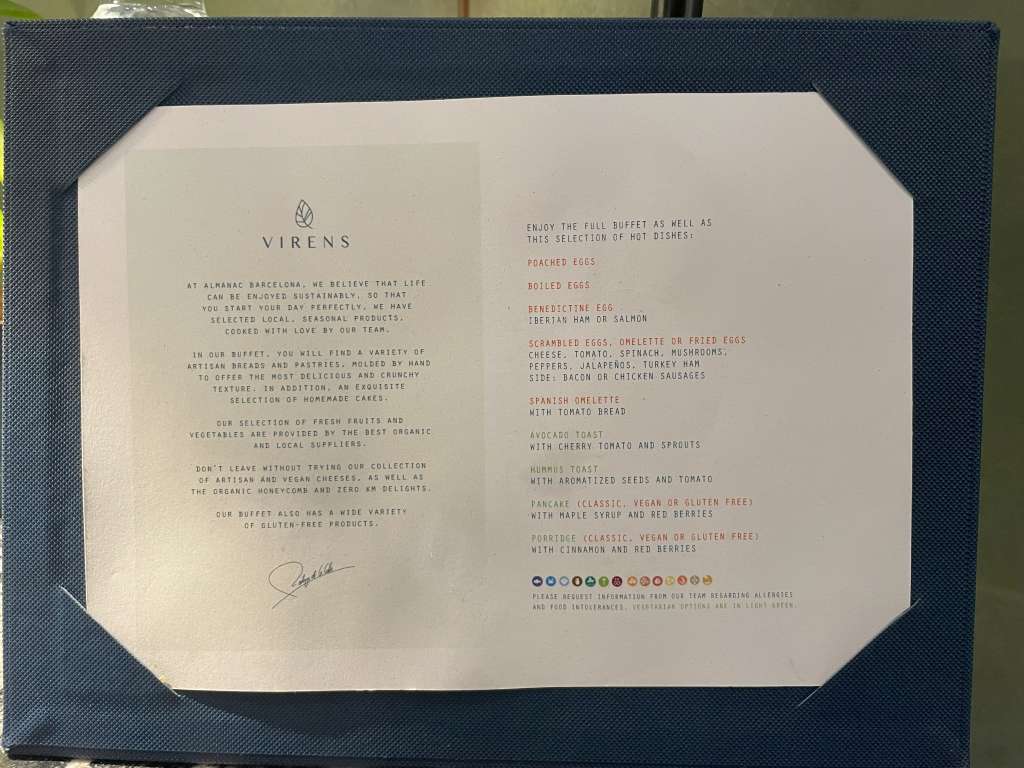 VIRENS
AT ALMANAC BARCELONA, WE BELIEVE THAT LIFE
CAN BE ENJOYED SUSTAINABLY, SO THAT
YOU START YOUR DAY PERFECTLY, WE HAVE
SELECTED LOCAL, SEASONAL PRODUCTS,
COOKED WITH LOVE BY OUR TEAM.
IN OUR BUFFET, YOU WILL FIND A VARIETY OF
ARTISAN BREADS AND PASTRIES, MOLDED BY HAND
TO OFFER THE MOST DELICIOUS AND CRUNCHY
TEXTURE. IN ADDITION, AN EXQUISITE
SELECTION OF HOMEMADE CAKES.
OUR SELECTION OF FRESH FRUITS AND
VEGETABLES ARE PROVIDED BY THE BEST ORGANIC
AND LOCAL SUPPLIERS.
DON'T LEAVE WITHOUT TRYING OUR COLLECTION
OF ARTISAN AND VEGAN CHEESES, AS WELL AS
THE ORGANIC HONEYCOMB AND ZERO KM DELIGHTS.
OUR BUFFET ALSO HAS A WIDE VARIETY
OF GLUTEN-FREE PRODUCTS.
ENJOY THE FULL BUFFET AS WELL AS
THIS SELECTION OF HOT DISHES:
POACHED EGGS
BOILED EGGS
BENEDICTINE EGG
IBERIAN HAM OR SALMON
SCRAMBLED EGGS, OMELETTE OR FRIED EGGS
CHEESE, TOMATO, SPINACH, MUSHROOMS,
PEPPERS, JALAPEÑOS, TURKEY HAM
SIDE: BACON OR CHICKEN SAUSAGES
SPANISH OMELETTE
WITH TOMATO BREAD
AVOCADO TOAST
WITH CHERRY TOMATO AND SPROUTS
HUMMUS TOAST
WITH AROMATIZED SEEDS AND TOMATO
PANCAKE (CLASSIC, VEGAN OR GLUTEN FREE)
WITH MAPLE SYRUP AND RED BERRIES
PORRIDGE (CLASSIC, VEGAN OR GLUTEN FREE)
WITH CINNAMON AND RED BERRIES
PLEASE REQUEST INFORMATION FROM OUR TEAM REGARDING ALLERGIES
AND FOOD INTOLERANCES. VEGETARIAN OPTIONS ARE IN LIGHT GREEN.